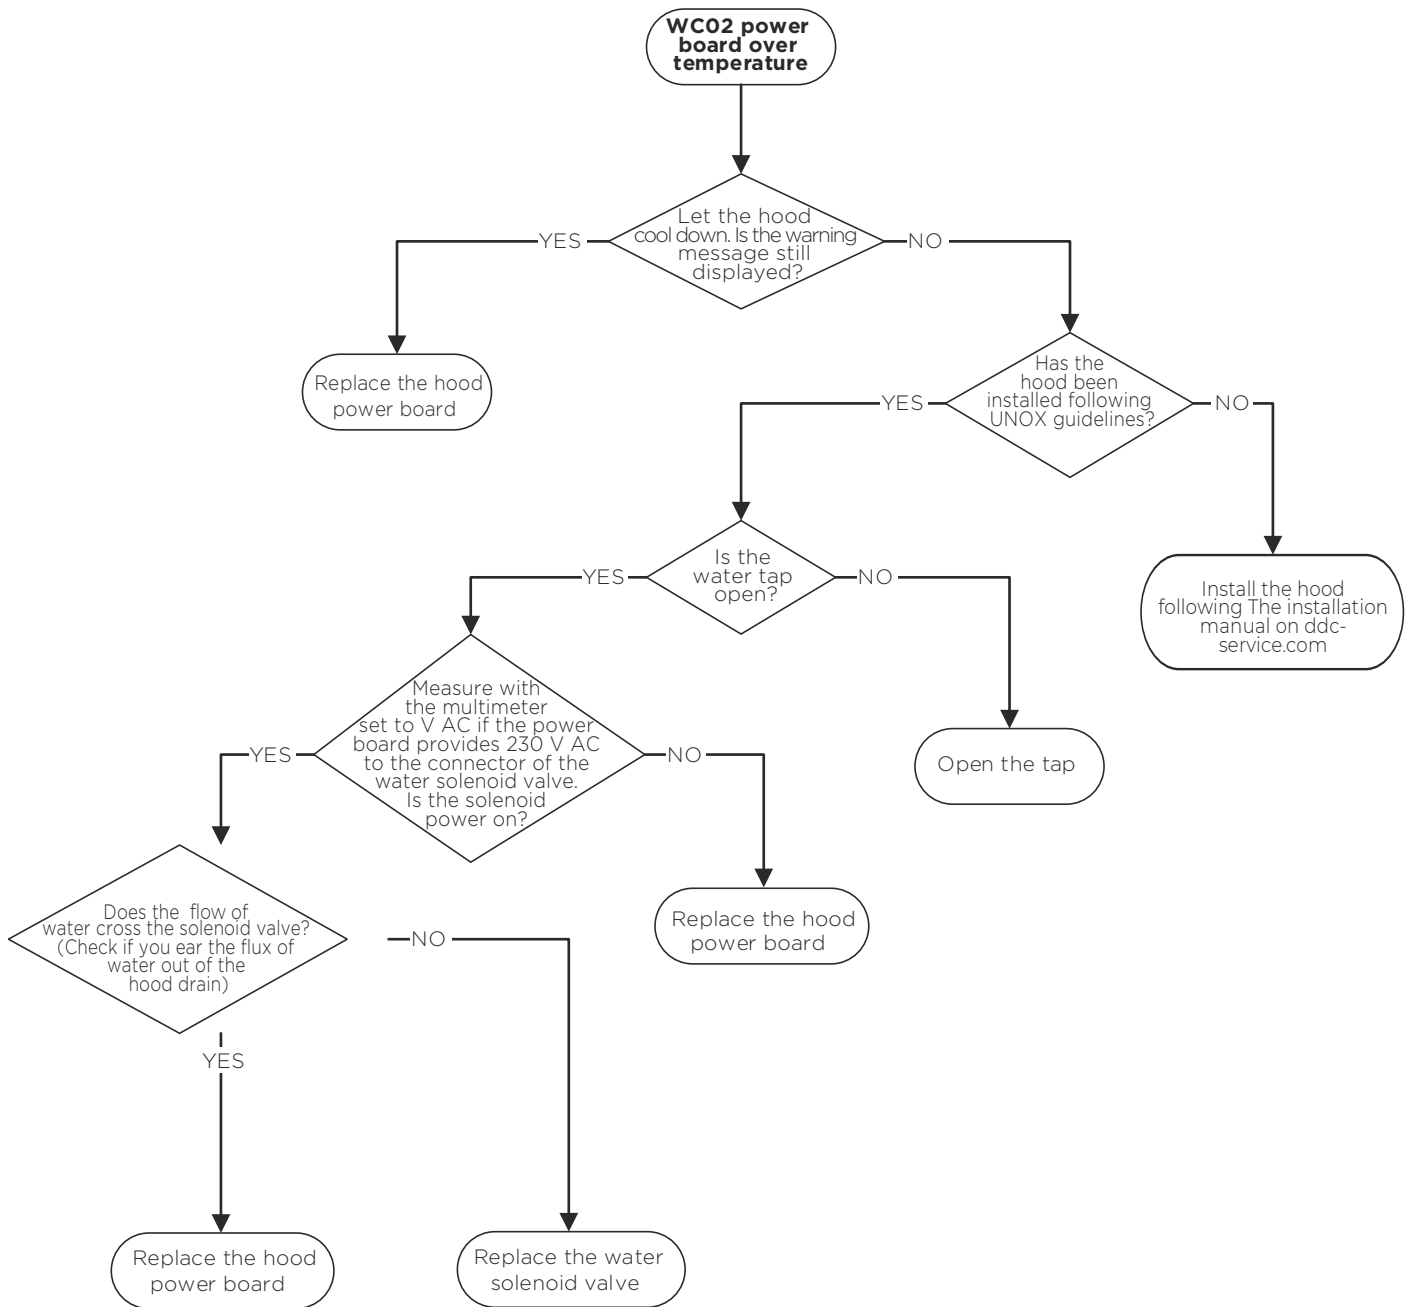 WC02 power
board over
temperature
Let the hood
cool down. Is the warning
message still
displayed?
YES
NO
Replace the hood
power board
Has the
hood been
installed following
UNOX guidelines?
YES
NO
Is the
water tap
open?
YES
NO
Install the hood
following The installation
manual on ddc-
service.com
Measure with
the multimeter
set to V AC if the power
board provides 230 V AC
to the connector of the
water solenoid valve.
Is the solenoid
power on?
YES
NO
Open the tap
Does the flow of
water cross the solenoid valve?
(Check if you ear the flux of
water out of the
hood drain)
NO
Replace the hood
power board
YES
Replace the hood
power board
Replace the water
solenoid valve